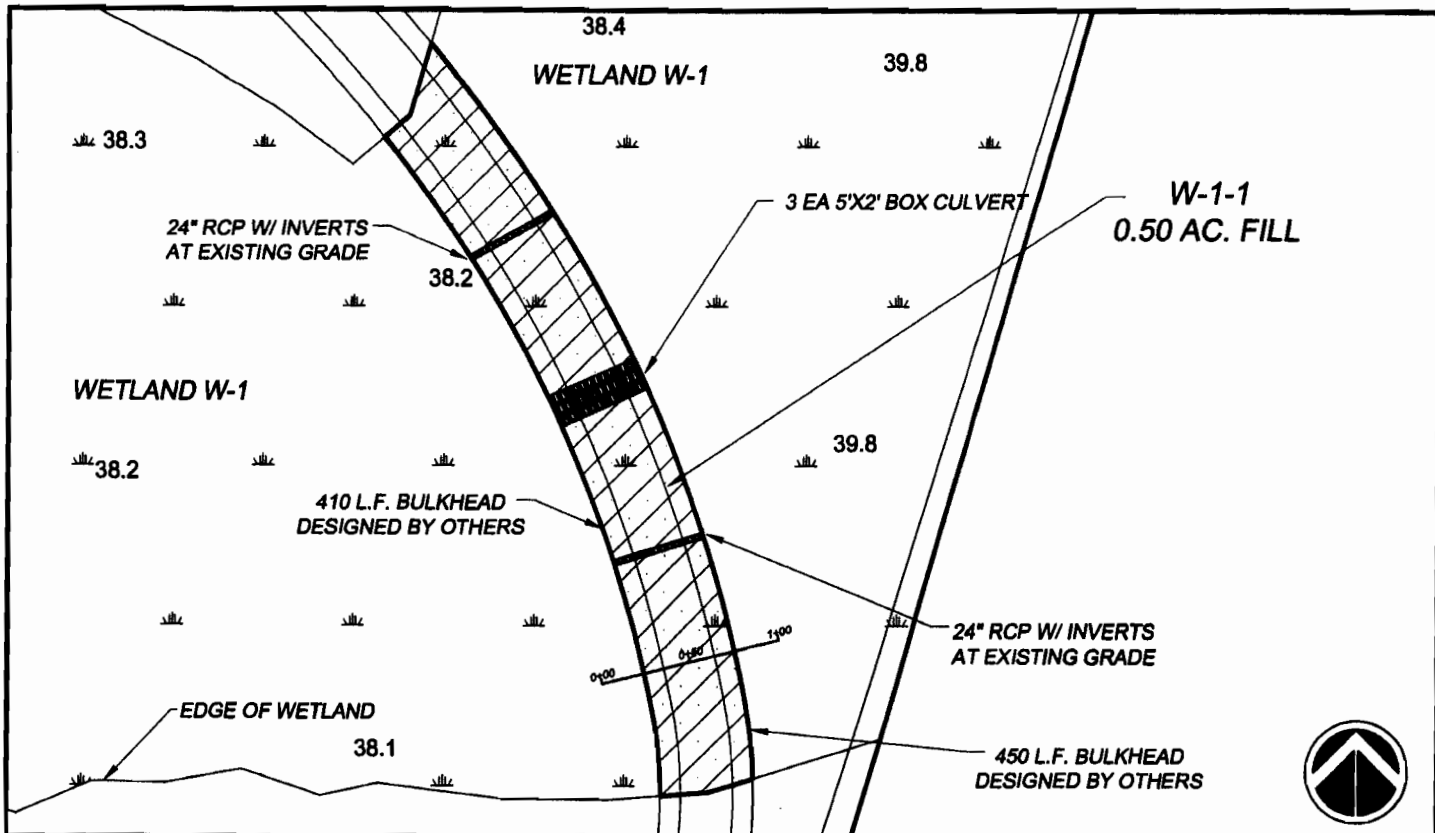 38.4
WETLAND W-1
39.8
38.3
3 EA 5'X2' BOX CULVERT
W-1-1
0.50 AC. FILL
24" RCP W/ INVERTS
AT EXISTING GRADE
38.2
WETLAND W-1
39.8
38.2
410 L.F. BULKHEAD
DESIGNED BY OTHERS
24" RCP W/ INVERTS
AT EXISTING GRADE
0+00
0+50
1+00
EDGE OF WETLAND
38.1
450 L.F. BULKHEAD
DESIGNED BY OTHERS